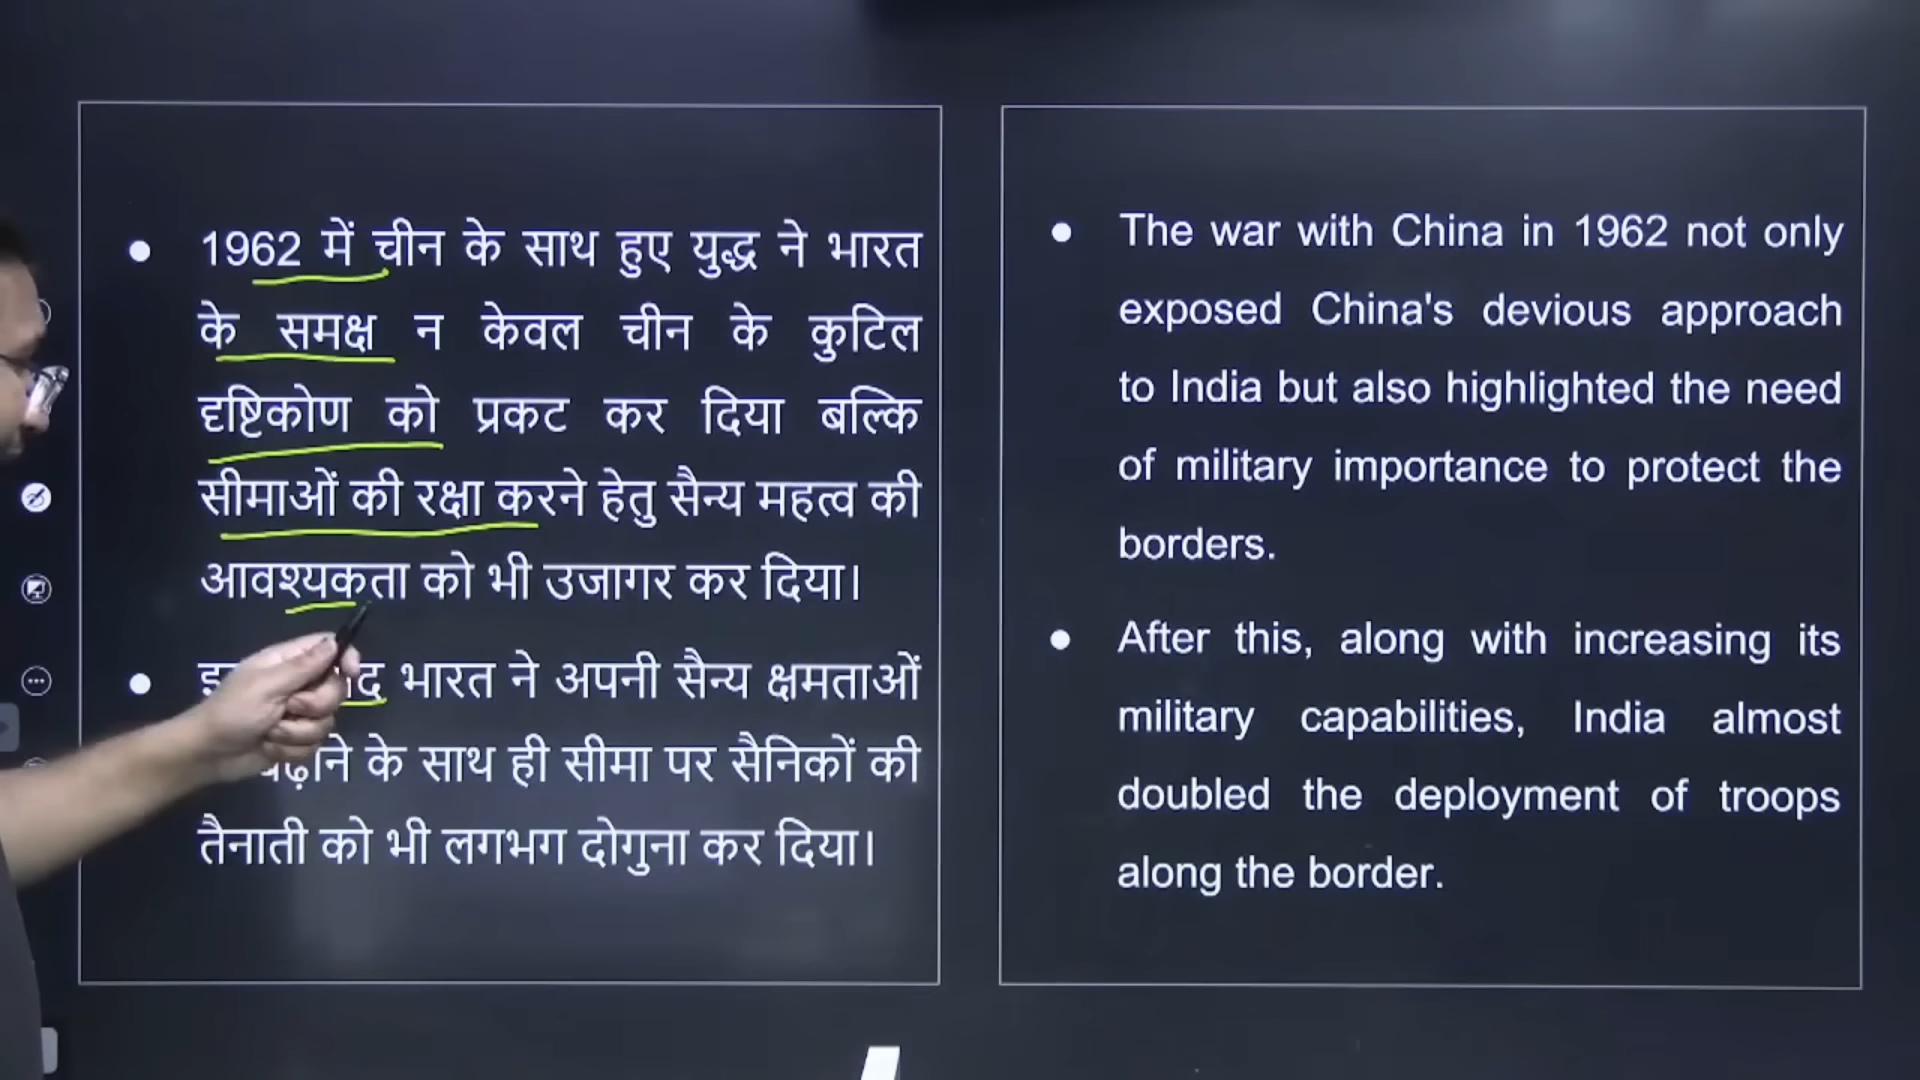 1962 में चीन के साथ हुए युद्ध ने भारत
के समक्ष न केवल चीन के कुटिल
दृष्टिकोण को प्रकट कर दिया बल्कि
सीमाओं की रक्षा करने हेतु सैन्य महत्व की
आवश्यकता को भी उजागर कर दिया।
भारत ने अपनी सैन्य क्षमताओं
के साथ ही सीमा पर सैनिकों की
तैनाती को भी लगभग दोगुना कर दिया।
The war with China in 1962 not only
exposed China's devious approach
to India but also highlighted the need
of military importance to protect the
borders.
After this, along with increasing its
military capabilities, India almost
doubled the deployment of troops
along the border.